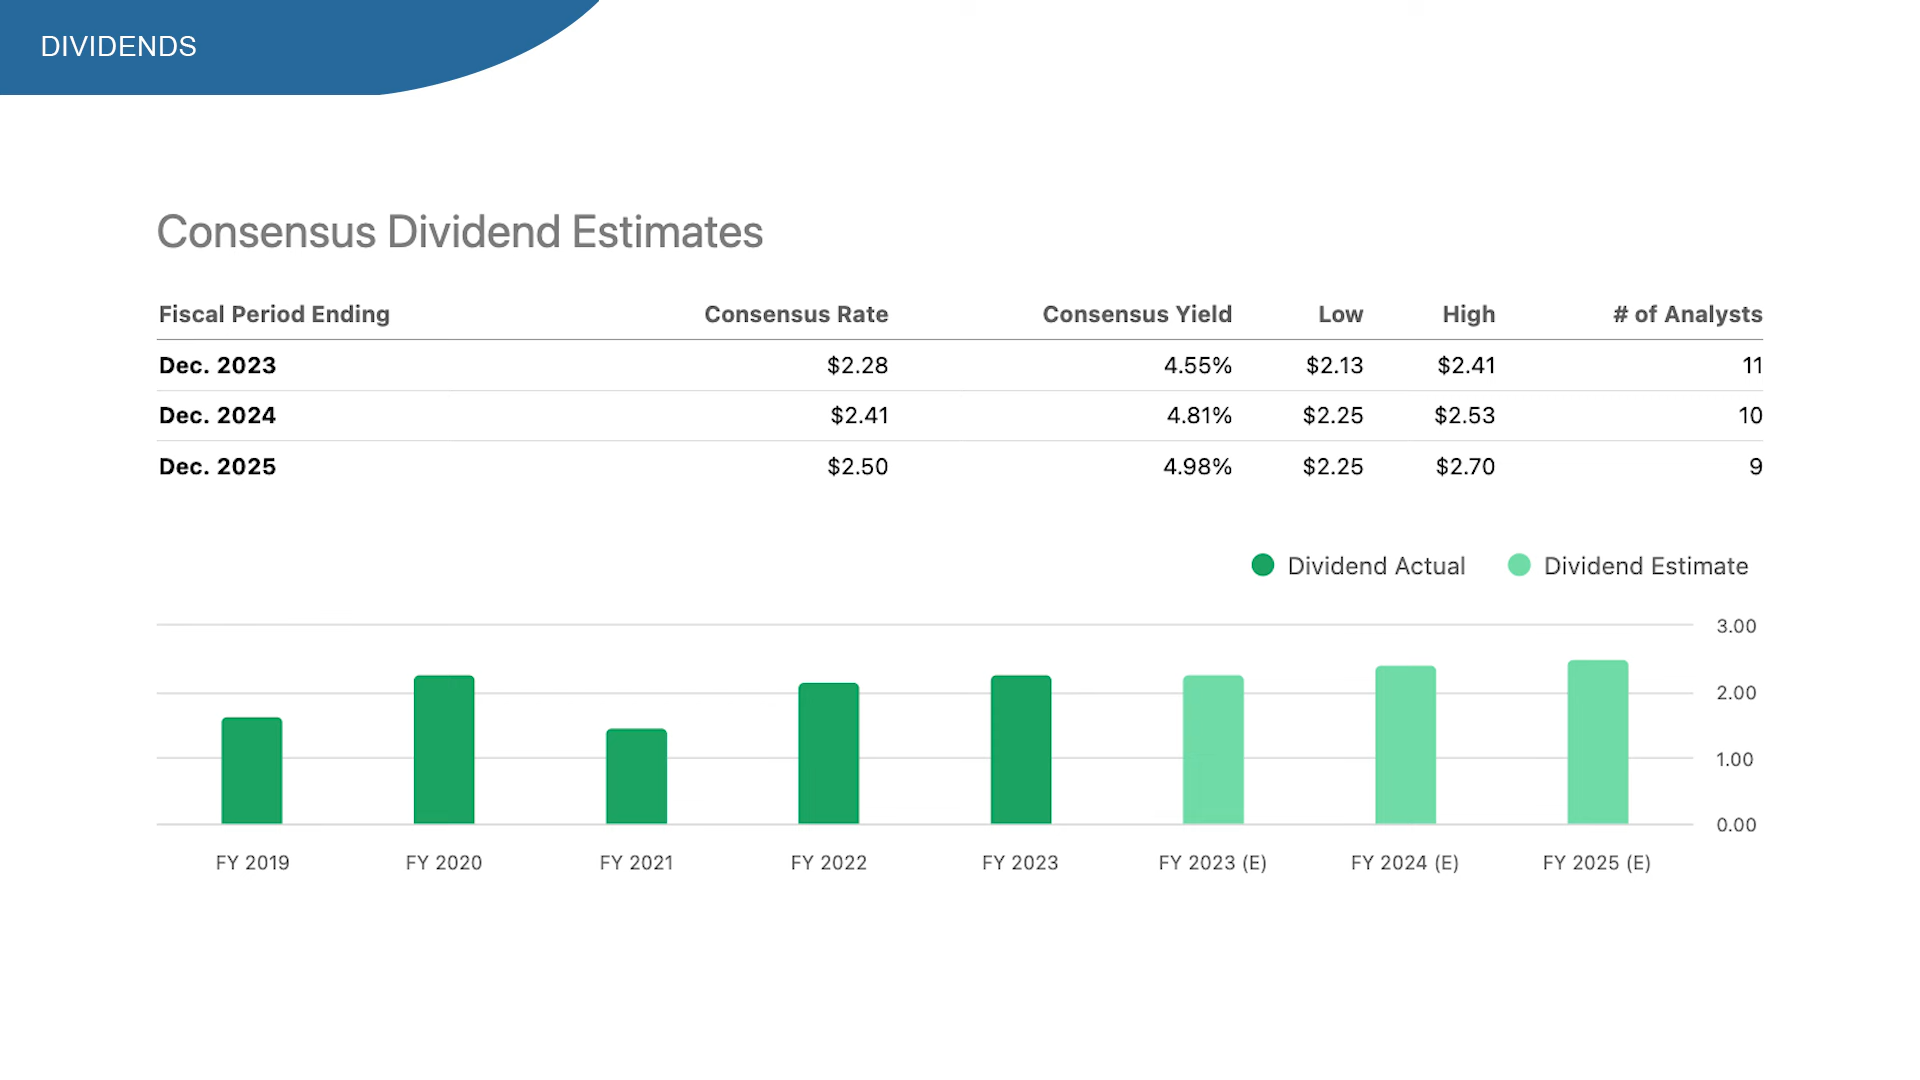 DIVIDENDS
Consensus Dividend Estimates
Fiscal Period Ending Consensus Rate Consensus Yield Low High # of Analysts
Dec. 2023 $2.28 4.55% $2.13 $2.41 11
Dec. 2024 $2.41 4.81% $2.25 $2.53 10
Dec. 2025 $2.50 4.98% $2.25 $2.70 9
Dividend Actual Dividend Estimate
3.00
2.00
1.00
0.00
FY 2019 FY 2020 FY 2021 FY 2022 FY 2023 FY 2023 (E) FY 2024 (E) FY 2025 (E)